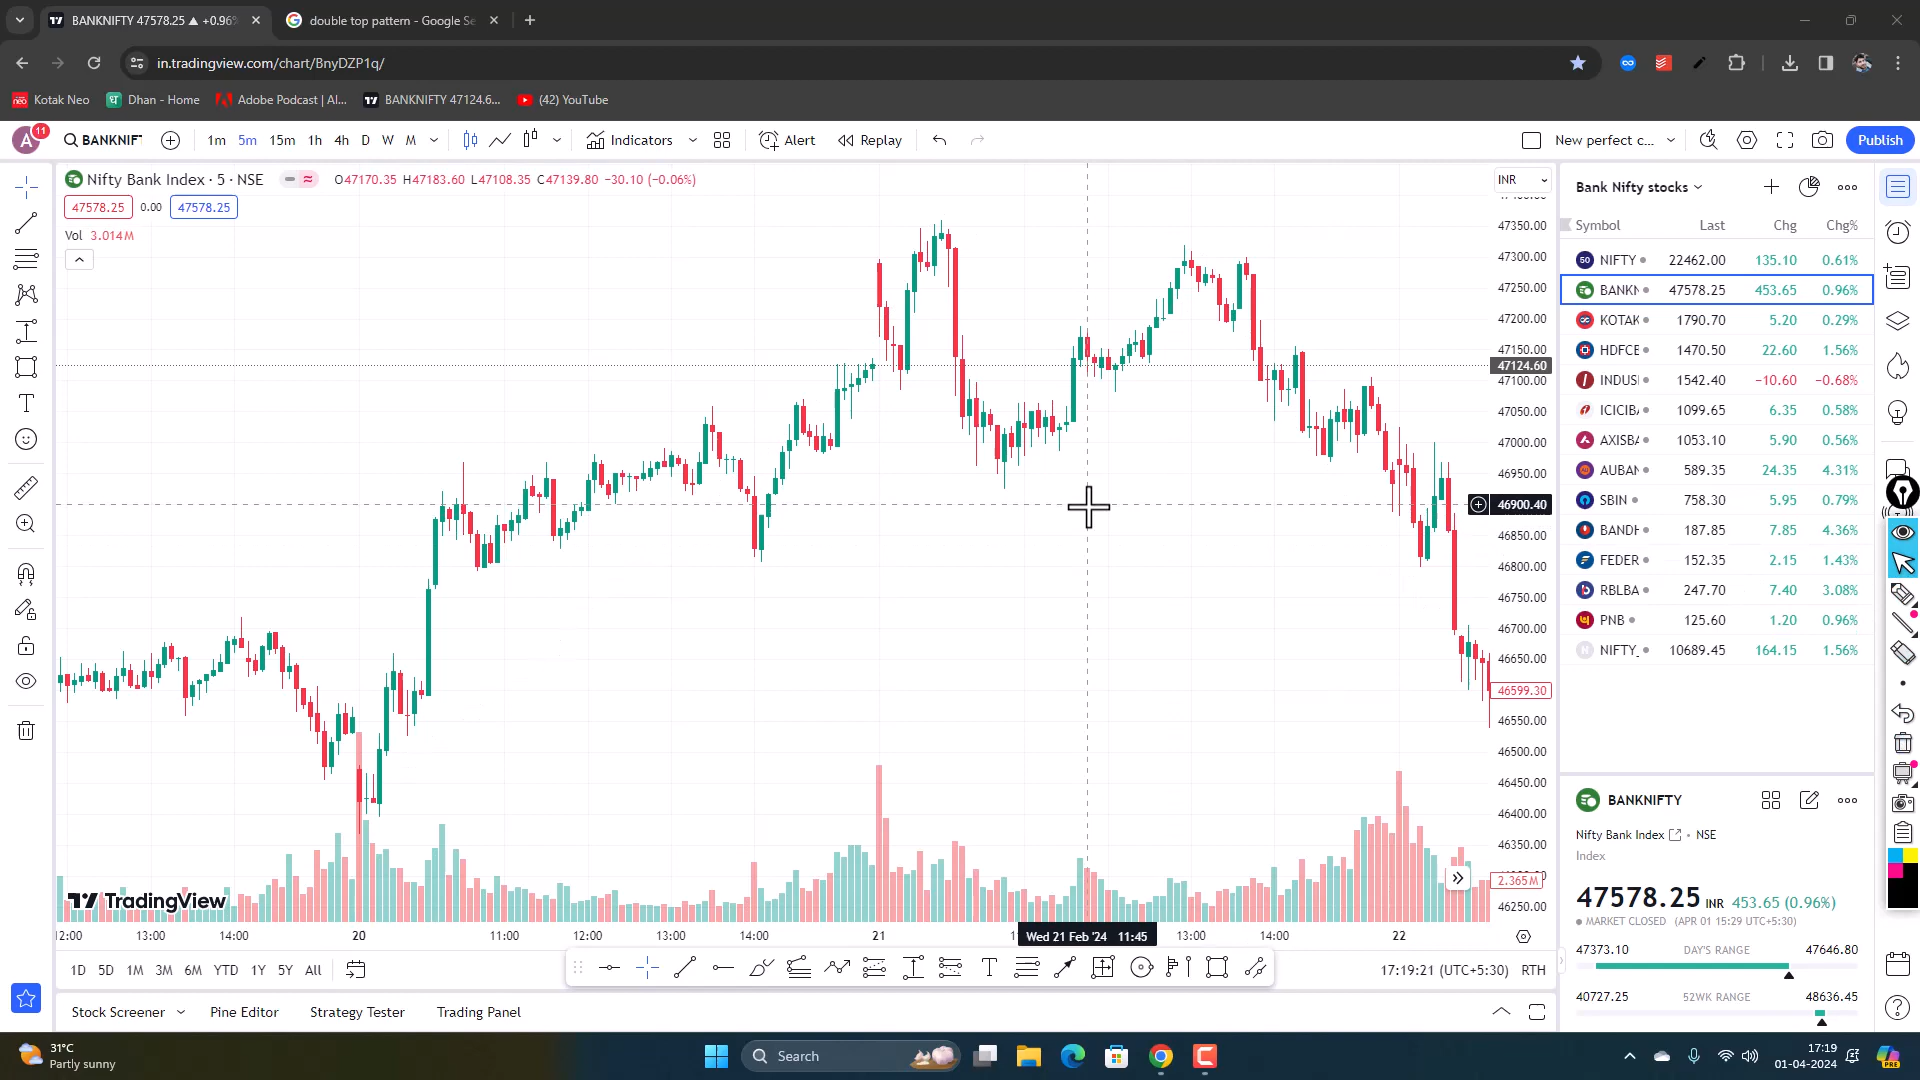 BANKNIFTY 47578.25 ▲ +0.96%
double top pattern - Google Se
in.tradingview.com/chart/BnyDZP1q/
Kotak Neo
Dhan - Home
Adobe Podcast | AI...
BANKNIFTY 47124.6...
(42) YouTube
A
11
BANKNIFT
1m
5m
15m
1h
4h
D
W
M
Indicators
Alert
Replay
New perfect c...
Publish
Nifty Bank Index · 5 · NSE
O47170.35 H47183.60 L47108.35 C47139.80 −30.10 (−0.06%)
47578.25 0.00 47578.25
Vol 3.014M
INR
47350.00
47300.00
47250.00
47200.00
47150.00
47124.60
47100.00
47050.00
47000.00
46950.00
46900.40
46850.00
46800.00
46750.00
46700.00
46650.00
46599.30
46550.00
46500.00
46450.00
46400.00
46350.00
2.365M
46250.00
TradingView
12:00 13:00 14:00 20 11:00 12:00 13:00 14:00 21 Wed 21 Feb '24 11:45 13:00 14:00 22
1D 5D 1M 3M 6M YTD 1Y 5Y All
17:19:21 (UTC+5:30) RTH
Stock Screener
Pine Editor
Strategy Tester
Trading Panel
Bank Nifty stocks
Symbol Last Chg Chg%
50 NIFTY 22462.00 135.10 0.61%
BANKN 47578.25 453.65 0.96%
KOTAK 1790.70 5.20 0.29%
HDFCB 1470.50 22.60 1.56%
INDUSI 1542.40 −10.60 −0.68%
ICICIBA 1099.65 6.35 0.58%
AXISBA 1053.10 5.90 0.56%
AUBAN 589.35 24.35 4.31%
SBIN 758.30 5.95 0.79%
BANDH 187.85 7.85 4.36%
FEDER 152.35 2.15 1.43%
RBLBA 247.70 7.40 3.08%
PNB 125.60 1.20 0.96%
N NIFTY_ 10689.45 164.15 1.56%
BANKNIFTY
Nifty Bank Index • NSE
Index
47578.25 INR 453.65 (0.96%)
MARKET CLOSED (APR 01 15:29 UTC+5:30)
47373.10 DAY'S RANGE 47646.80
40727.25 52WK RANGE 48636.45
31°C
Partly sunny
Search
17:19
01-04-2024
PRE